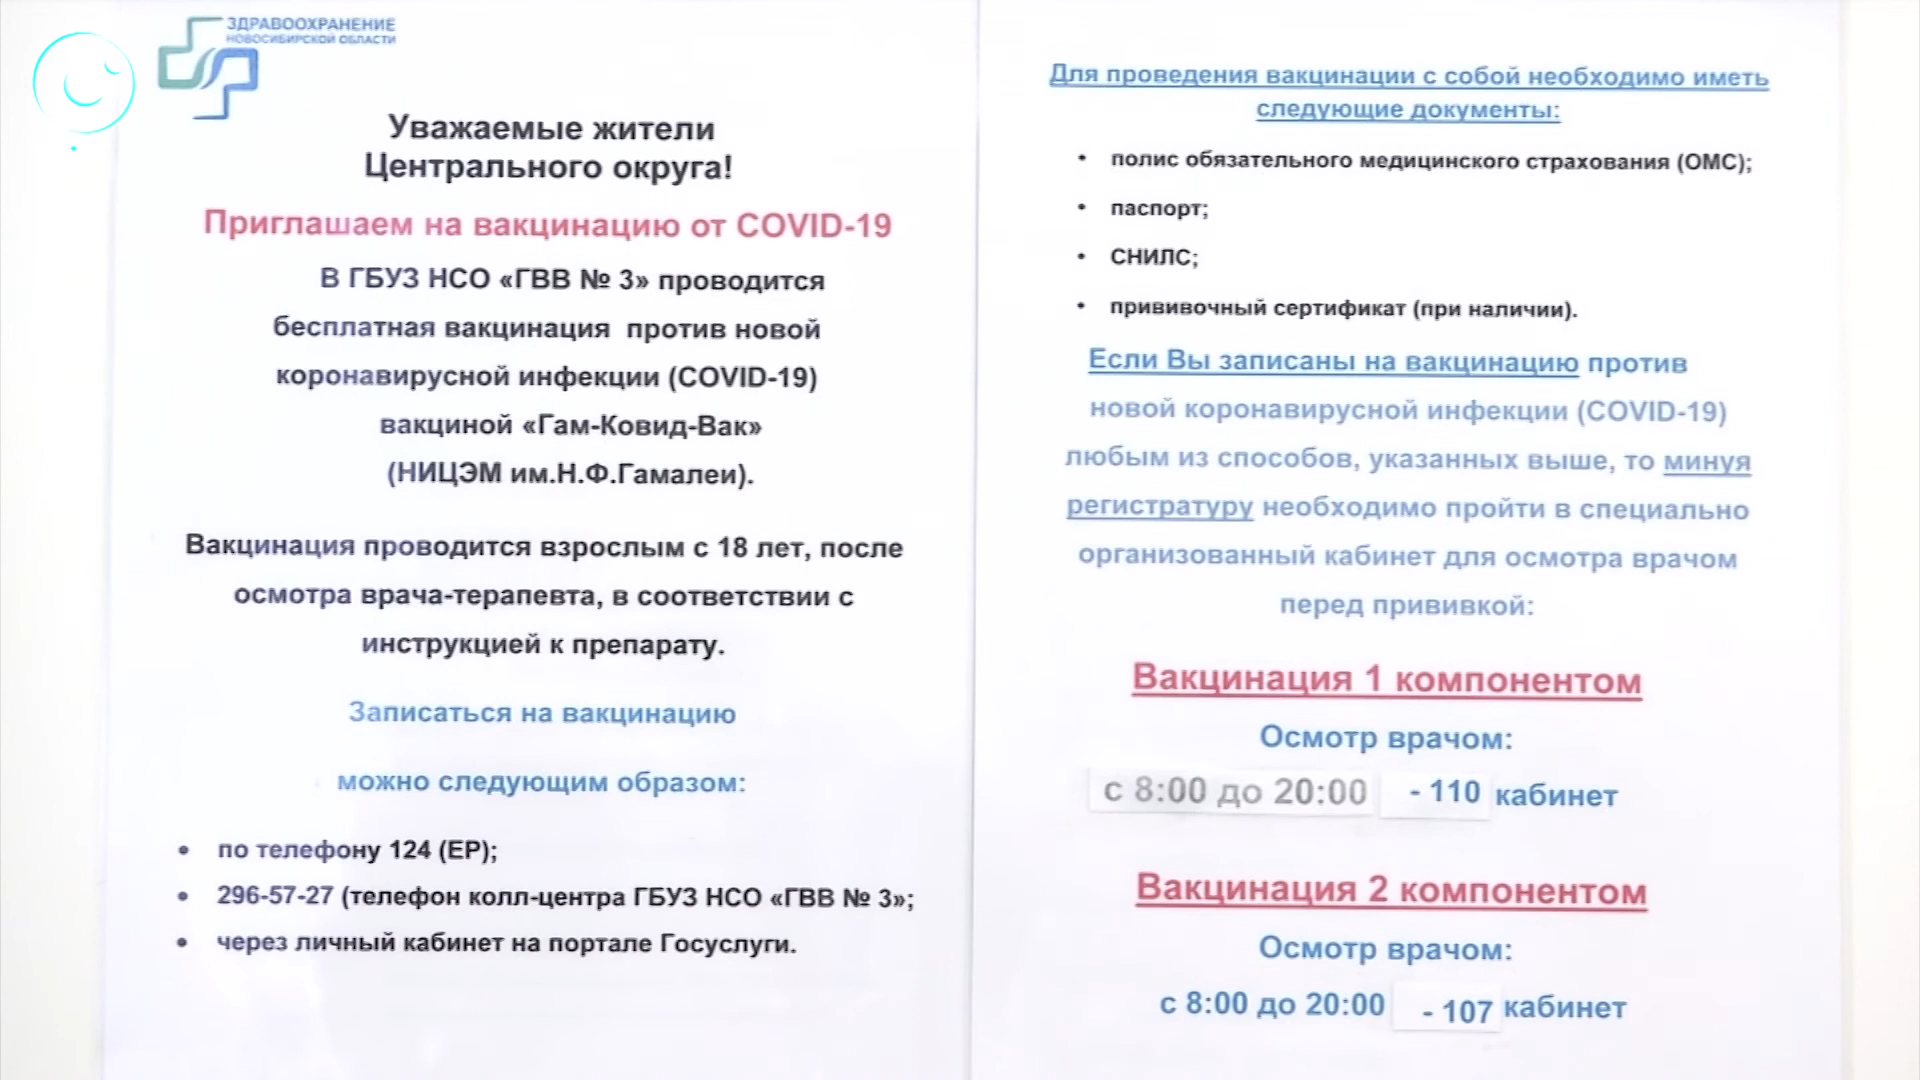 ЗДРАВООХРАНЕНИЕ
НОВОСИБИРСКОЙ ОБЛАСТИ
Уважаемые жители
Центрального округа!
Приглашаем на вакцинацию от COVID-19
В ГБУЗ НСО «ГВВ № 3» проводится
бесплатная вакцинация против новой
коронавирусной инфекции (COVID-19)
вакциной «Гам-Ковид-Вак»
(НИЦЭМ им.Н.Ф.Гамалеи).
Вакцинация проводится взрослым с 18 лет, после
осмотра врача-терапевта, в соответствии с
инструкцией к препарату.
Записаться на вакцинацию
можно следующим образом:
• по телефону 124 (ЕР);
• 296-57-27 (телефон колл-центра ГБУЗ НСО «ГВВ № 3»;
• через личный кабинет на портале Госуслуги.
Для проведения вакцинации с собой необходимо иметь
следующие документы:
• полис обязательного медицинского страхования (ОМС);
• паспорт;
• СНИЛС;
• прививочный сертификат (при наличии).
Если Вы записаны на вакцинацию против
новой коронавирусной инфекции (COVID-19)
любым из способов, указанных выше, то минуя
регистратуру необходимо пройти в специально
организованный кабинет для осмотра врачом
перед прививкой:
Вакцинация 1 компонентом
Осмотр врачом:
с 8:00 до 20:00 - 110 кабинет
Вакцинация 2 компонентом
Осмотр врачом:
с 8:00 до 20:00 - 107 кабинет